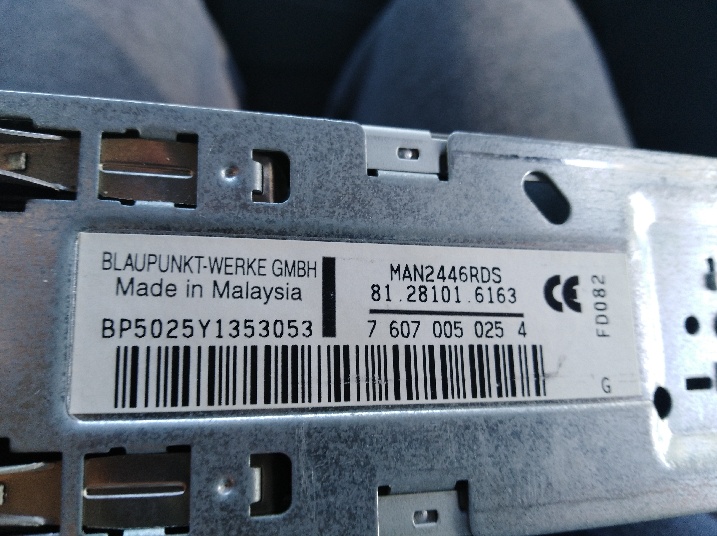 BLAUPUNKT-WERKE GMBH
Made in Malaysia
BP5025Y1353053
MAN2446RDS
81.28101.6163
7 607 005 025 4
CE
FD082
G